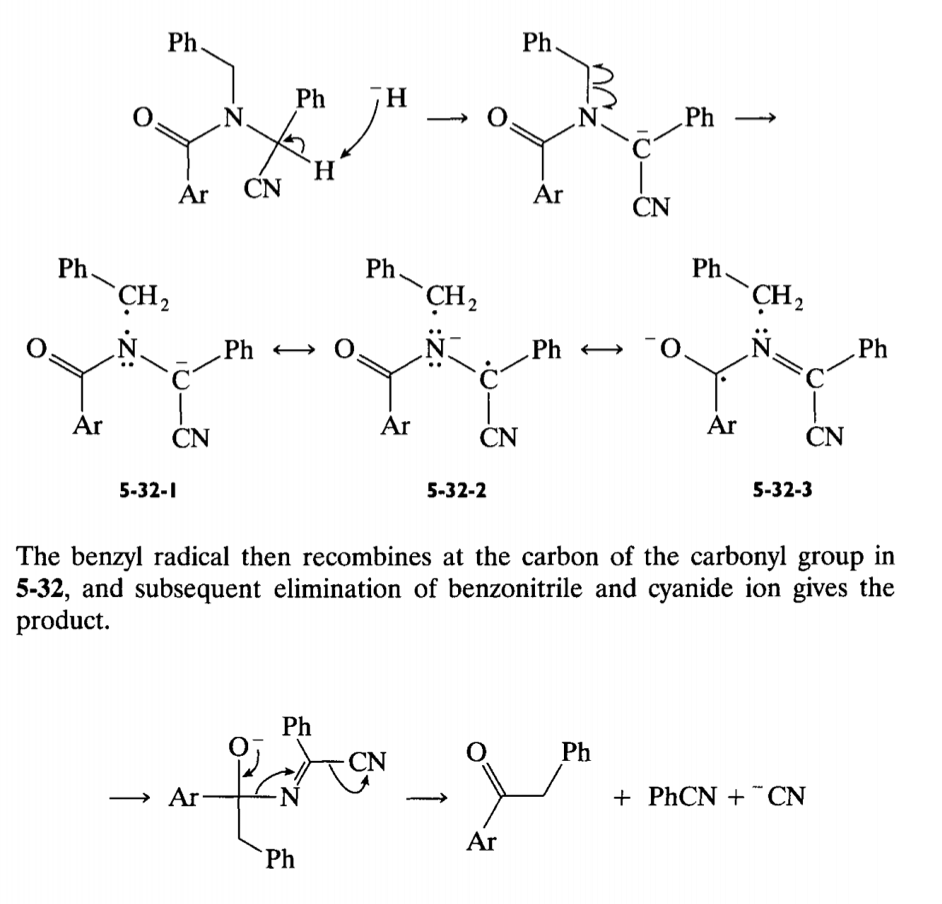 Ph Ph
Ph ⁻H → Ph →
O N O N
H C̄
Ar CN Ar CN
Ph Ph Ph
CH₂ CH₂ CH₂
O N Ph ↔ O N⁻ Ph ↔ ⁻O N Ph
C̄ C C
Ar CN Ar CN Ar CN
5-32-1 5-32-2 5-32-3
The benzyl radical then recombines at the carbon of the carbonyl group in
5-32, and subsequent elimination of benzonitrile and cyanide ion gives the
product.
Ph
O⁻ CN O Ph
→ Ar N → + PhCN + ⁻CN
Ar
Ph